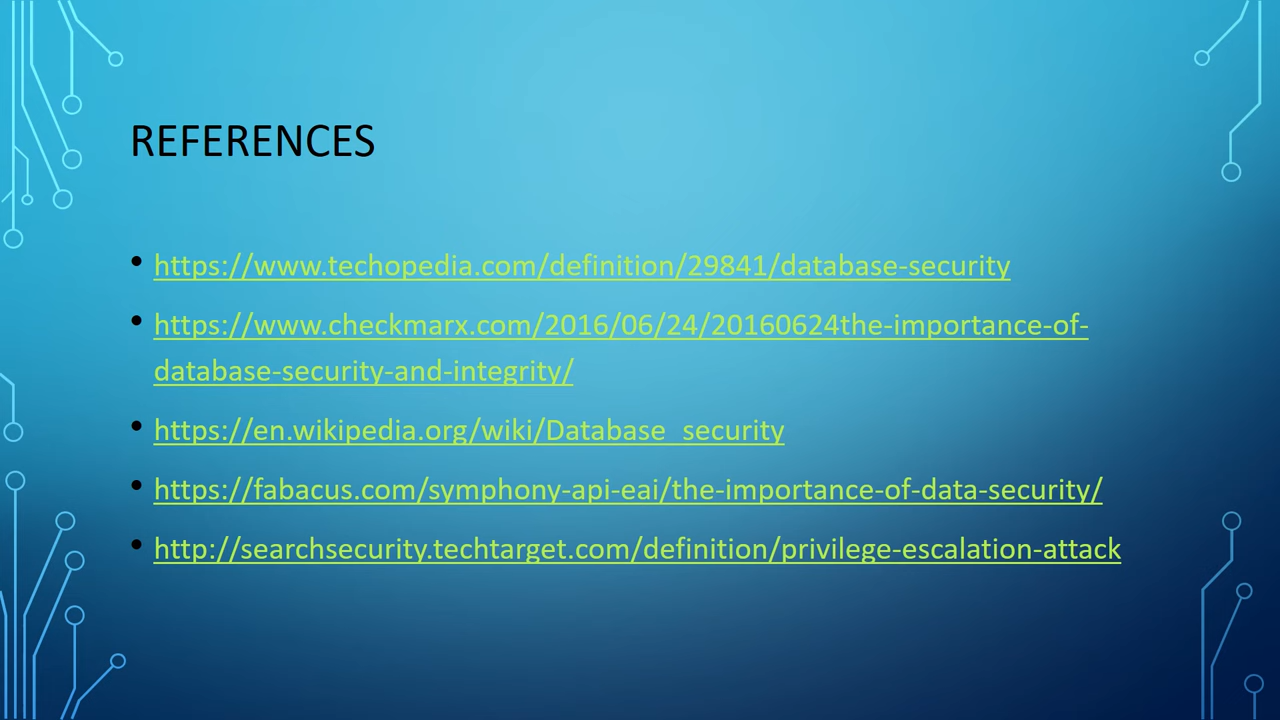 REFERENCES
• https://www.techopedia.com/definition/29841/database-security
• https://www.checkmarx.com/2016/06/24/20160624the-importance-of-
database-security-and-integrity/
• https://en.wikipedia.org/wiki/Database_security
• https://fabacus.com/symphony-api-eai/the-importance-of-data-security/
• http://searchsecurity.techtarget.com/definition/privilege-escalation-attack